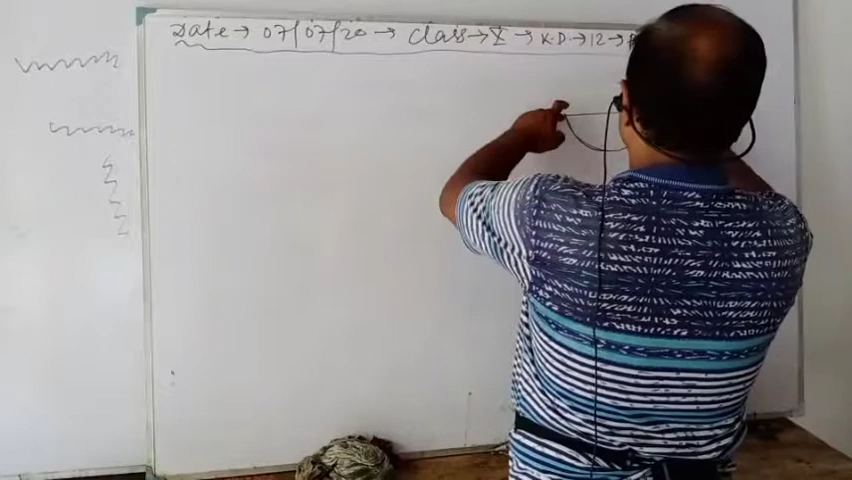 Date → 07/07/20 → Class → X → K.D. → 12 →